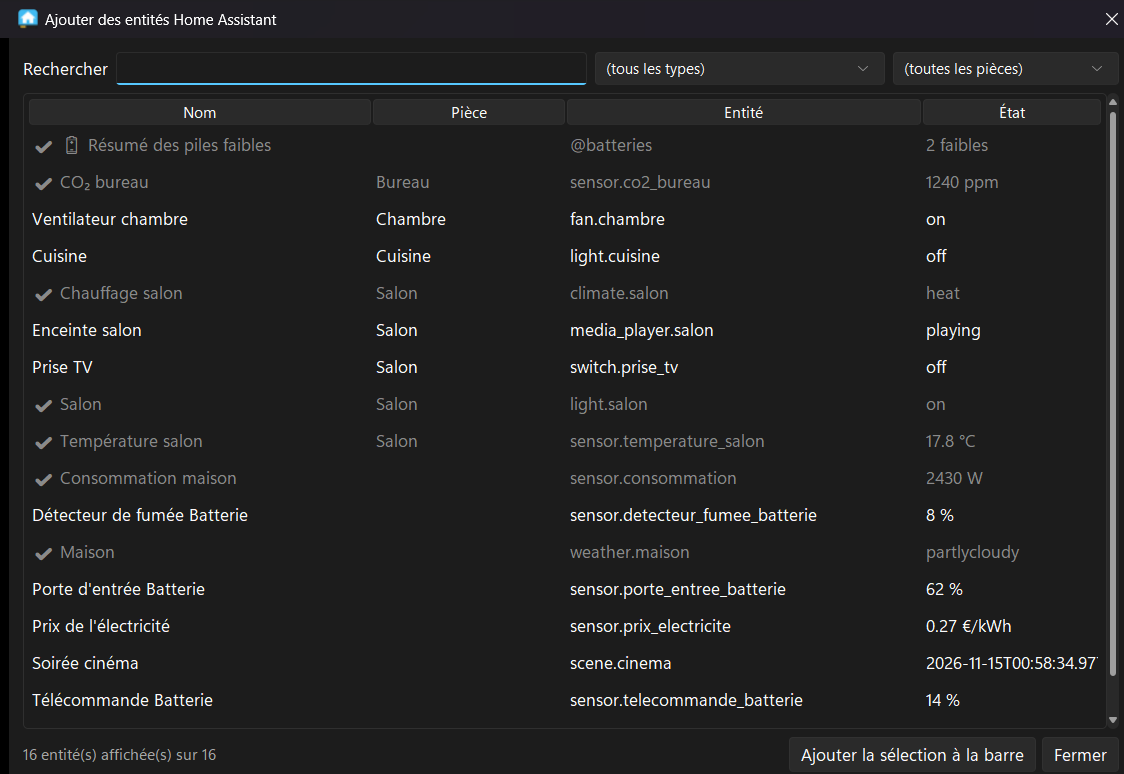 Ajouter des entités Home Assistant
Rechercher (tous les types) (toutes les pièces)
Nom Pièce Entité État
Résumé des piles faibles @batteries 2 faibles
CO₂ bureau Bureau sensor.co2_bureau 1240 ppm
Ventilateur chambre Chambre fan.chambre on
Cuisine Cuisine light.cuisine off
Chauffage salon Salon climate.salon heat
Enceinte salon Salon media_player.salon playing
Prise TV Salon switch.prise_tv off
Salon Salon light.salon on
Température salon Salon sensor.temperature_salon 17.8 °C
Consommation maison sensor.consommation 2430 W
Détecteur de fumée Batterie sensor.detecteur_fumee_batterie 8 %
Maison weather.maison partlycloudy
Porte d'entrée Batterie sensor.porte_entree_batterie 62 %
Prix de l'électricité sensor.prix_electricite 0.27 €/kWh
Soirée cinéma scene.cinema 2026-11-15T00:58:34.97
Télécommande Batterie sensor.telecommande_batterie 14 %
16 entité(s) affichée(s) sur 16 Ajouter la sélection à la barre Fermer